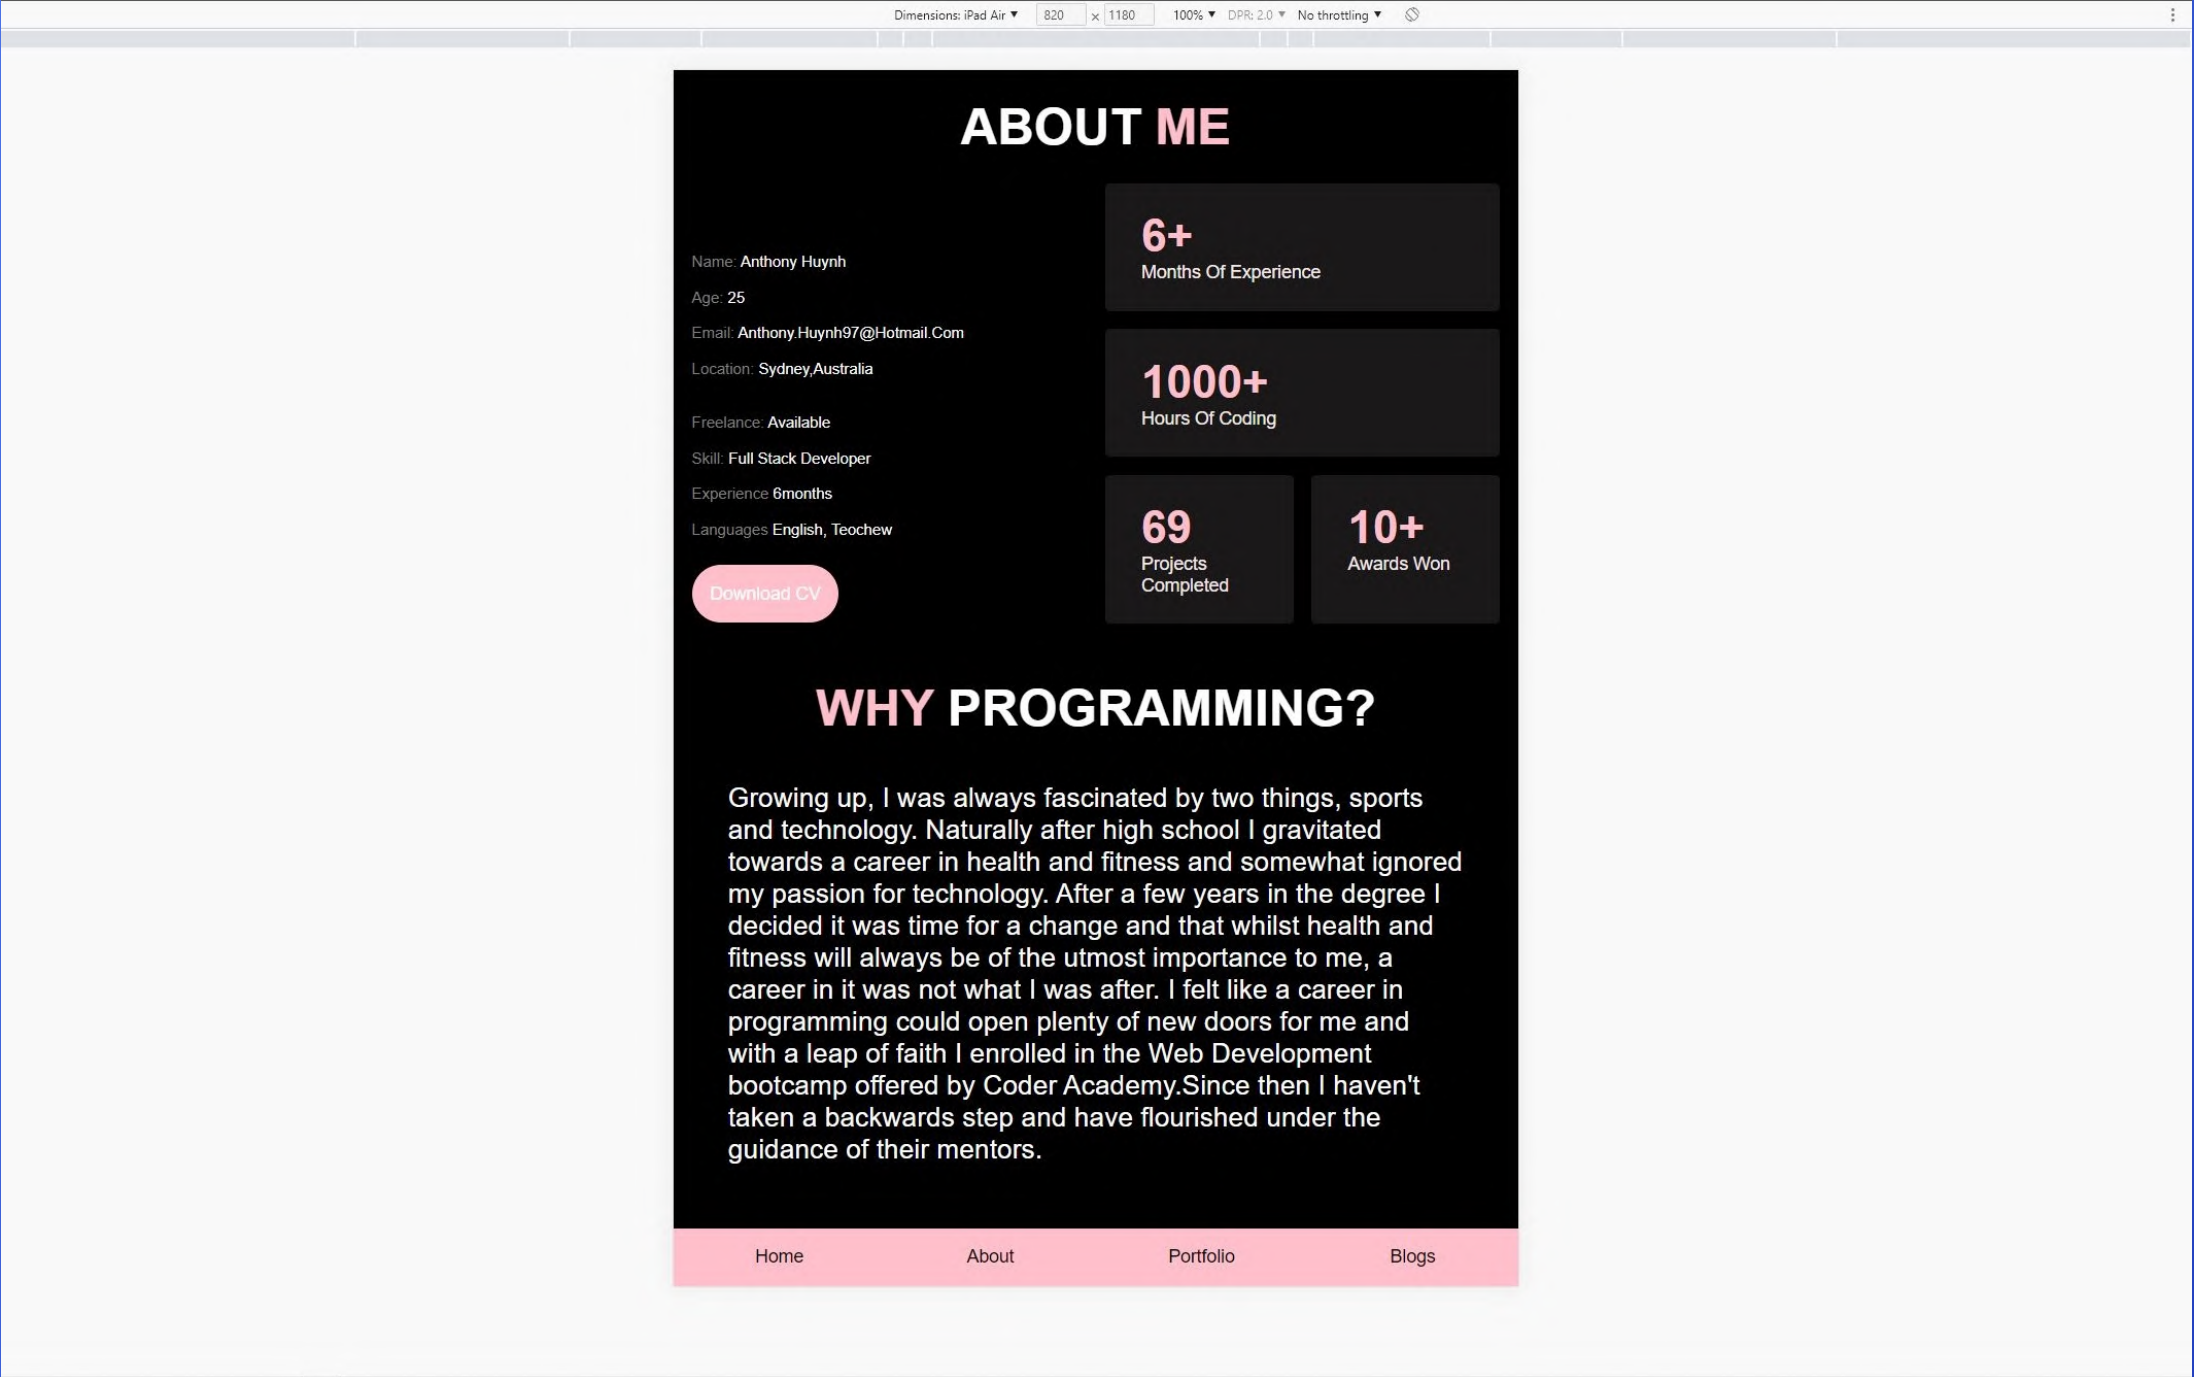 Dimensions: iPad Air ▼ 820 × 1180 100% ▼ DPR: 2.0 ▼ No throttling ▼
ABOUT ME
Name: Anthony Huynh
Age: 25
Email: Anthony.Huynh97@Hotmail.Com
Location: Sydney,Australia
Freelance: Available
Skill: Full Stack Developer
Experience 6months
Languages English, Teochew
Download CV
6+
Months Of Experience
1000+
Hours Of Coding
69
Projects
Completed
10+
Awards Won
WHY PROGRAMMING?
Growing up, I was always fascinated by two things, sports
and technology. Naturally after high school I gravitated
towards a career in health and fitness and somewhat ignored
my passion for technology. After a few years in the degree I
decided it was time for a change and that whilst health and
fitness will always be of the utmost importance to me, a
career in it was not what I was after. I felt like a career in
programming could open plenty of new doors for me and
with a leap of faith I enrolled in the Web Development
bootcamp offered by Coder Academy.Since then I haven't
taken a backwards step and have flourished under the
guidance of their mentors.
Home About Portfolio Blogs